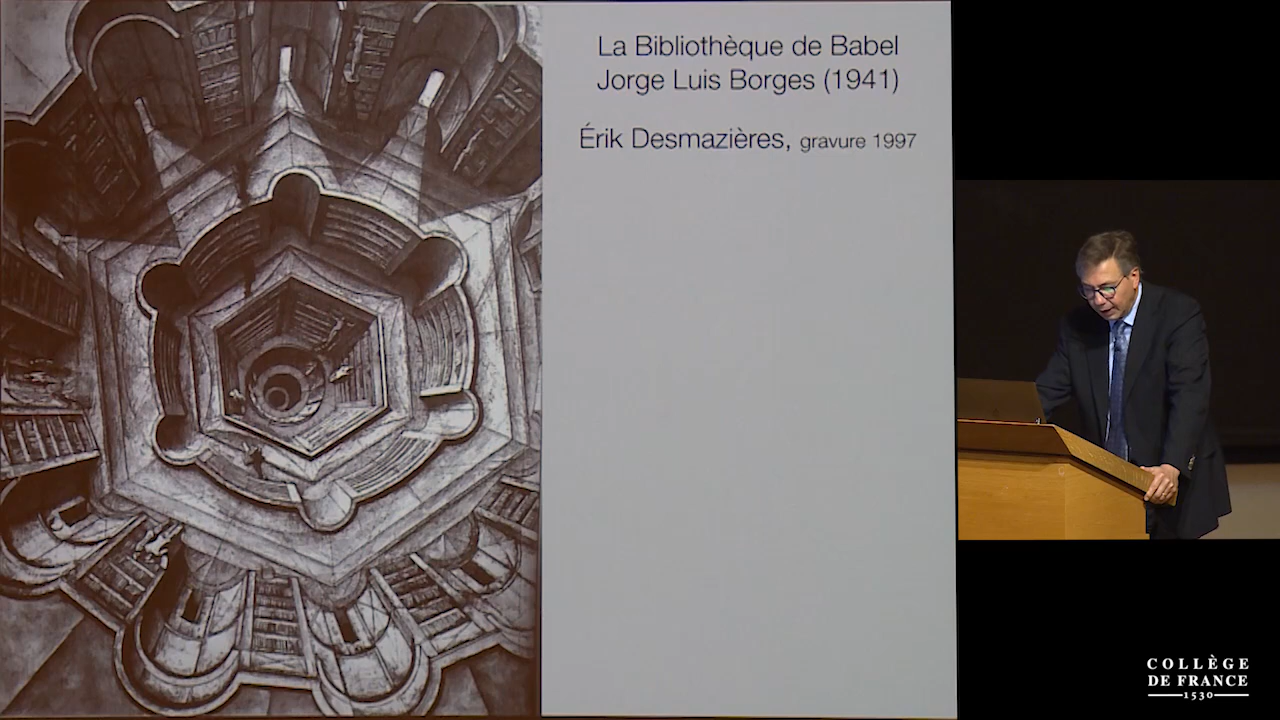 La Bibliothèque de Babel
Jorge Luis Borges (1941)
Érik Desmazières, gravure 1997
COLLÈGE
DE FRANCE
1530